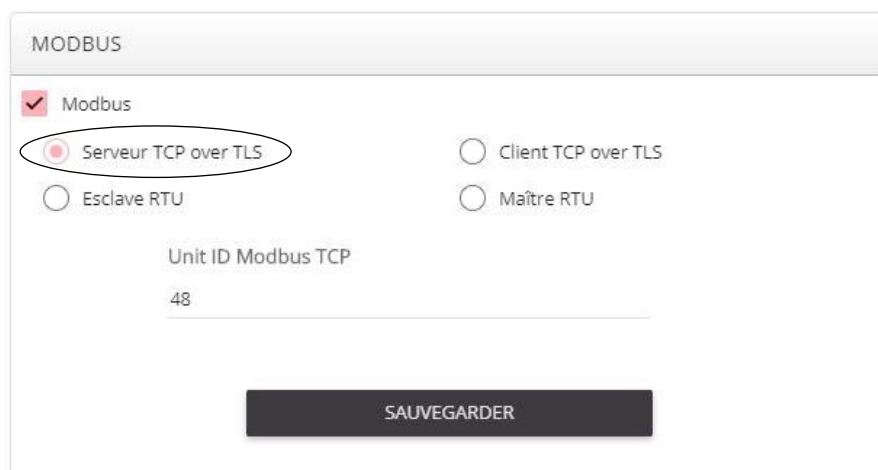 MODBUS
Modbus
Serveur TCP over TLS
Client TCP over TLS
Esclave RTU
Maître RTU
Unit ID Modbus TCP
48
SAUVEGARDER